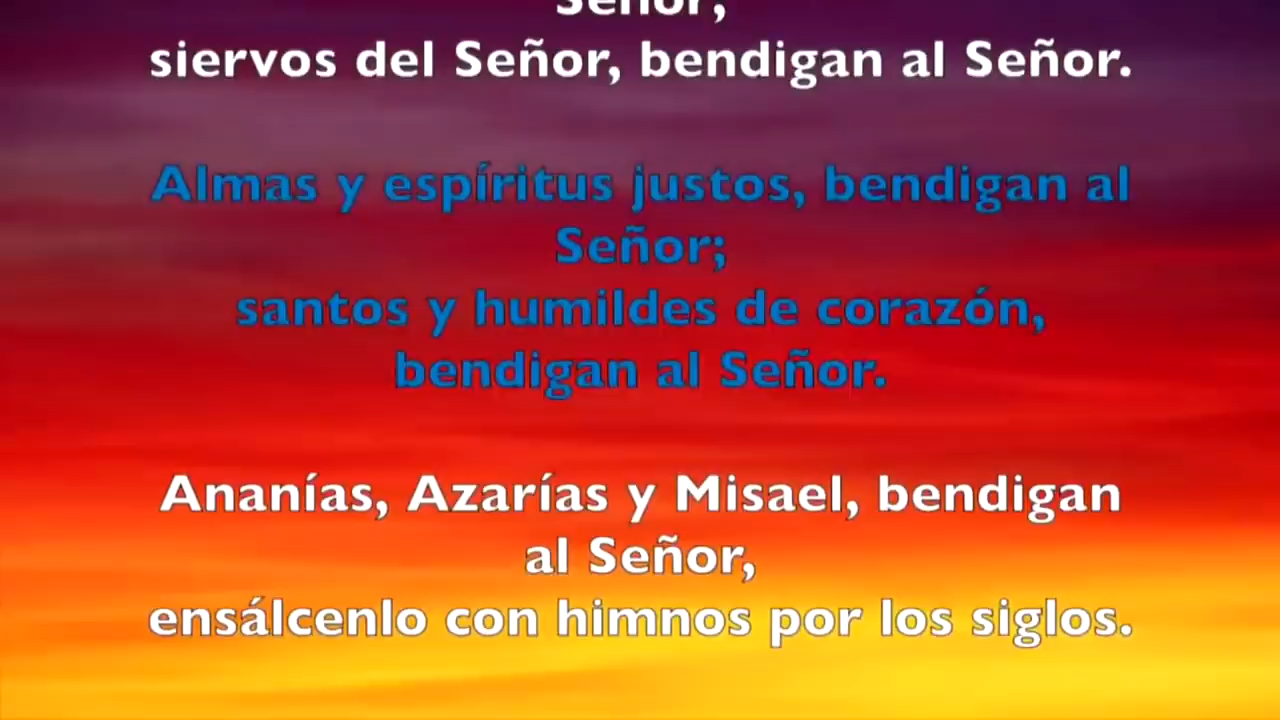 Señor,
siervos del Señor, bendigan al Señor.
Almas y espíritus justos, bendigan al
Señor;
santos y humildes de corazón,
bendigan al Señor.
Ananías, Azarías y Misael, bendigan
al Señor,
ensálcenlo con himnos por los siglos.